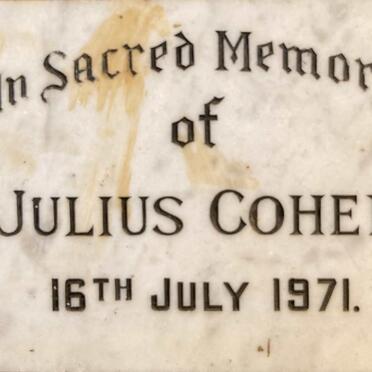 In Sacred Memor
of
JULIUS COHE
16TH JULY 1971.